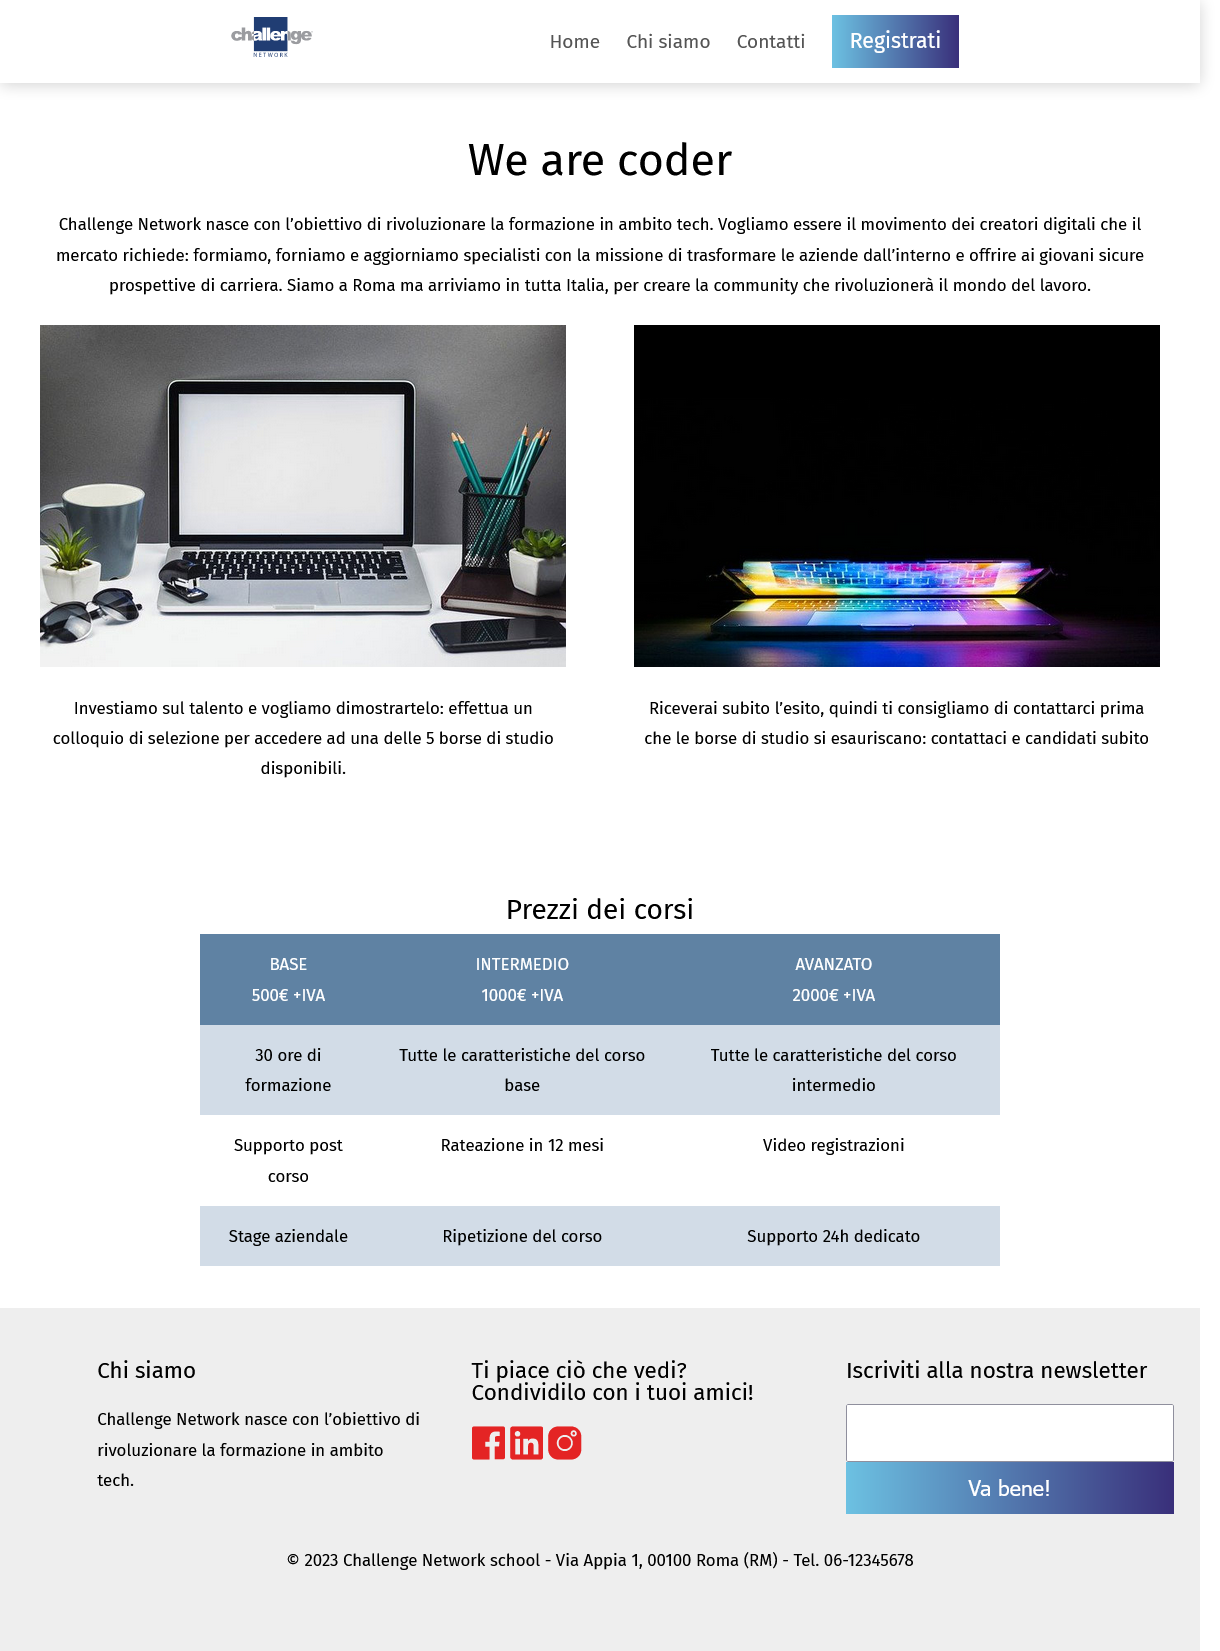 challenge
NETWORK
Home Chi siamo Contatti Registrati
We are coder
Challenge Network nasce con l’obiettivo di rivoluzionare la formazione in ambito tech. Vogliamo essere il movimento dei creatori digitali che il
mercato richiede: formiamo, forniamo e aggiorniamo specialisti con la missione di trasformare le aziende dall’interno e offrire ai giovani sicure
prospettive di carriera. Siamo a Roma ma arriviamo in tutta Italia, per creare la community che rivoluzionerà il mondo del lavoro.
Investiamo sul talento e vogliamo dimostrartelo: effettua un
colloquio di selezione per accedere ad una delle 5 borse di studio
disponibili.
Riceverai subito l’esito, quindi ti consigliamo di contattarci prima
che le borse di studio si esauriscano: contattaci e candidati subito
Prezzi dei corsi
BASE INTERMEDIO AVANZATO
500€ +IVA 1000€ +IVA 2000€ +IVA
30 ore di Tutte le caratteristiche del corso Tutte le caratteristiche del corso
formazione base intermedio
Supporto post Rateazione in 12 mesi Video registrazioni
corso
Stage aziendale Ripetizione del corso Supporto 24h dedicato
Chi siamo
Challenge Network nasce con l’obiettivo di
rivoluzionare la formazione in ambito
tech.
Ti piace ciò che vedi?
Condividilo con i tuoi amici!
Iscriviti alla nostra newsletter
Va bene!
© 2023 Challenge Network school - Via Appia 1, 00100 Roma (RM) - Tel. 06-12345678